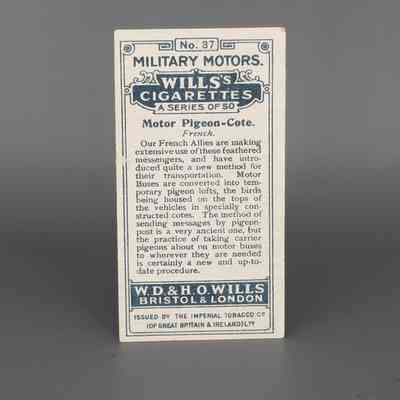 No. 37
MILITARY MOTORS.
WILLS'S
CIGARETTES
A SERIES OF 50
Motor Pigeon-Cote.
French.
Our French Allies are making
extensive use of these feathered
messengers, and have intro-
duced quite a new method for
their transportation. Motor
Buses are converted into tem-
porary pigeon lofts, the birds
being housed on the tops of
the vehicles in specially con-
structed cotes. The method of
sending messages by pigeon-
post is a very ancient one, but
the practice of taking carrier
pigeons about on motor buses
to wherever they are needed
is certainly a new and up-to-
date procedure.
W.D. & H.O. WILLS
BRISTOL & LONDON
ISSUED BY THE IMPERIAL TOBACCO CO
(OF GREAT BRITAIN & IRELAND), LTD